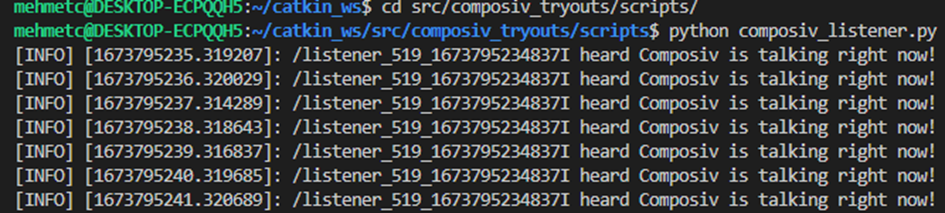 mehmetc@DESKTOP-ECPQQH5:~/catkin_ws$ cd src/composiv_tryouts/scripts/
mehmetc@DESKTOP-ECPQQH5:~/catkin_ws/src/composiv_tryouts/scripts$ python composiv_listener.py
[INFO] [1673795235.319207]: /listener_519_1673795234837I heard Composiv is talking right now!
[INFO] [1673795236.320029]: /listener_519_1673795234837I heard Composiv is talking right now!
[INFO] [1673795237.314289]: /listener_519_1673795234837I heard Composiv is talking right now!
[INFO] [1673795238.318643]: /listener_519_1673795234837I heard Composiv is talking right now!
[INFO] [1673795239.316837]: /listener_519_1673795234837I heard Composiv is talking right now!
[INFO] [1673795240.319685]: /listener_519_1673795234837I heard Composiv is talking right now!
[INFO] [1673795241.320689]: /listener_519_1673795234837I heard Composiv is talking right now!